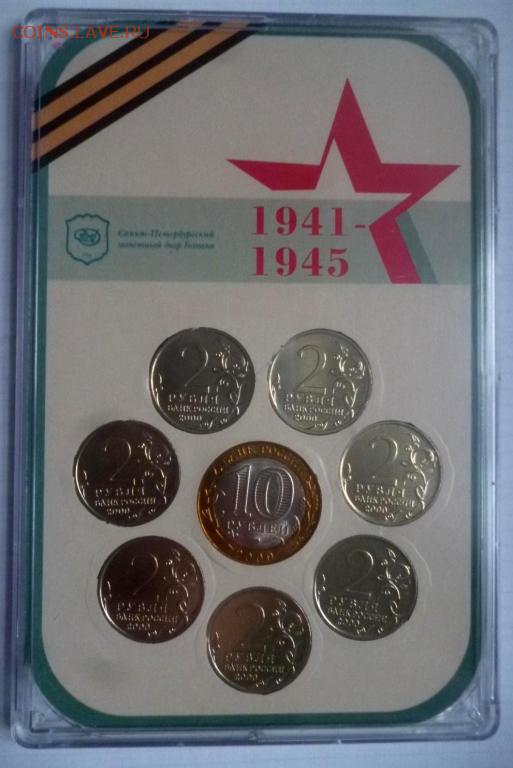 COINS.LAVE.RU
Санкт-Петербургский
монетный двор Гознака
1941-
1945
2
РУБЛЯ
БАНК РОССИИ
2000
2
РУБЛЯ
БАНК РОССИИ
2000
2
РУБЛЯ
БАНК РОССИИ
2000
БАНК РОССИИ
10
РУБЛЕЙ
2000
2
РУБЛЯ
БАНК РОССИИ
2000
2
РУБЛЯ
БАНК РОССИИ
2000
2
РУБЛЯ
БАНК РОССИИ
2000
2
РУБЛЯ
БАНК РОССИИ
2000